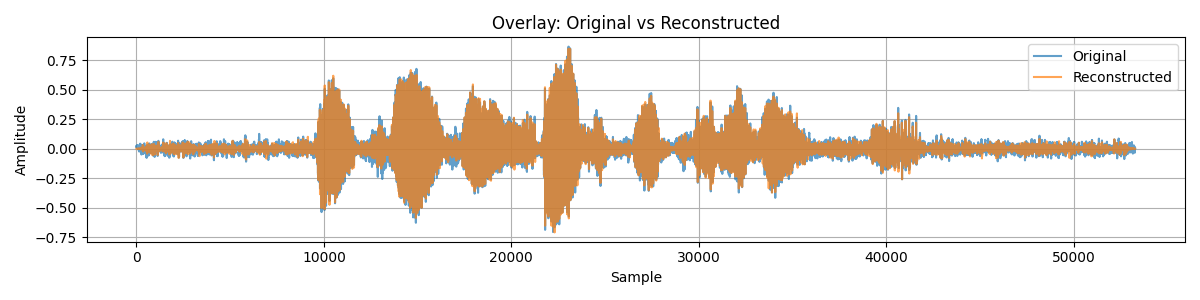 Overlay: Original vs Reconstructed
Original
Reconstructed
Amplitude
0.75
0.50
0.25
0.00
−0.25
−0.50
−0.75
0
10000
20000
30000
40000
50000
Sample